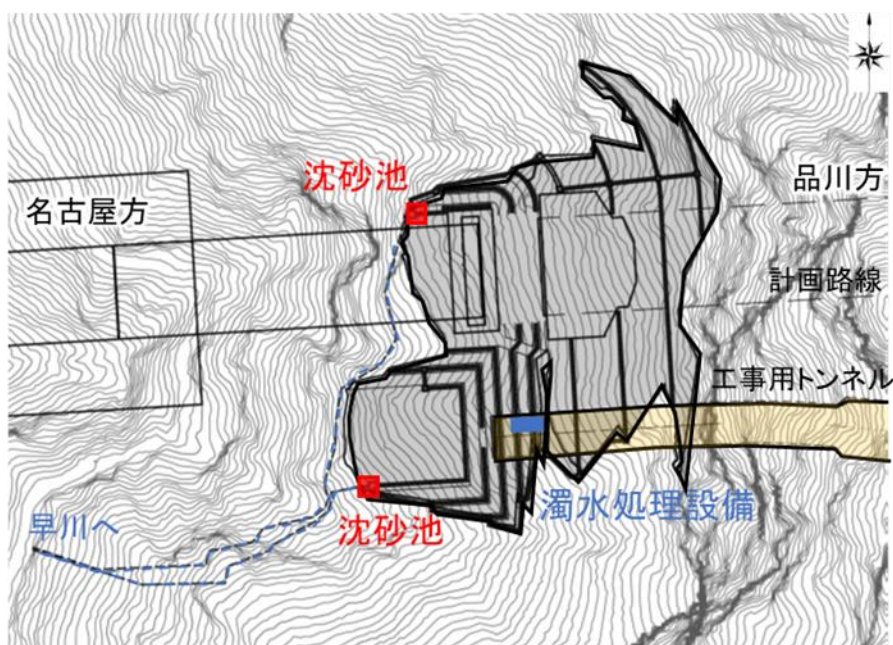 沈砂池
品川方
名古屋方
計画路線
工事用トンネル
濁水処理設備
早川へ
沈砂池